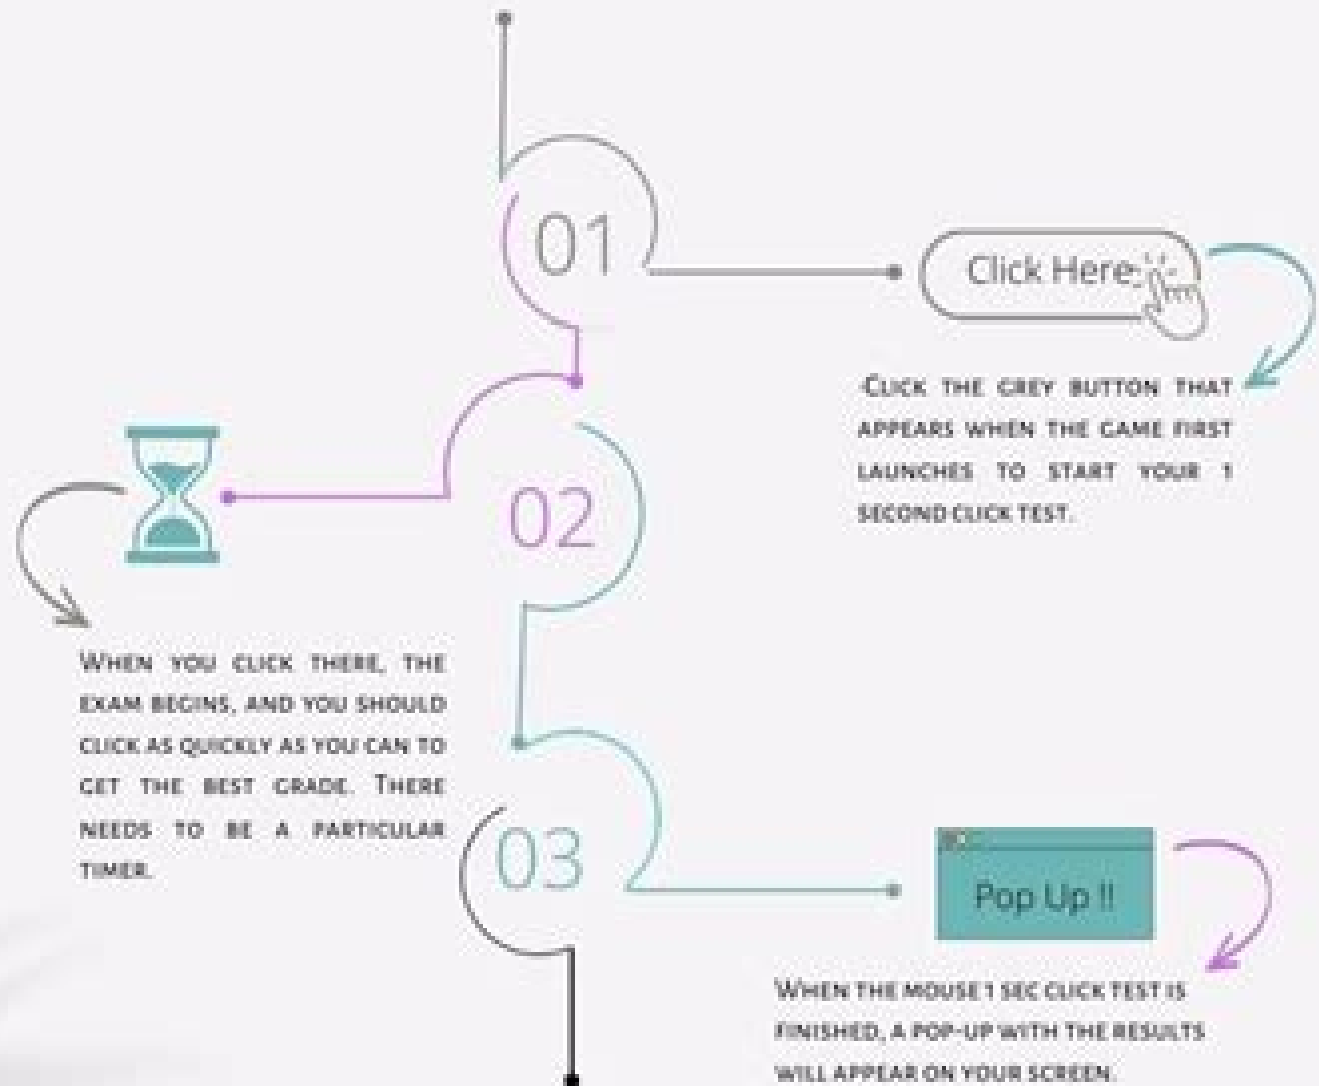 01
Click Here
CLICK THE GREY BUTTON THAT
APPEARS WHEN THE GAME FIRST
LAUNCHES TO START YOUR 1
SECOND CLICK TEST.
02
WHEN YOU CLICK THERE, THE
EXAM BEGINS, AND YOU SHOULD
CLICK AS QUICKLY AS YOU CAN TO
GET THE BEST GRADE. THERE
NEEDS TO BE A PARTICULAR
TIMER.
03
Pop Up !!
WHEN THE MOUSE 1 SEC CLICK TEST IS
FINISHED, A POP-UP WITH THE RESULTS
WILL APPEAR ON YOUR SCREEN.